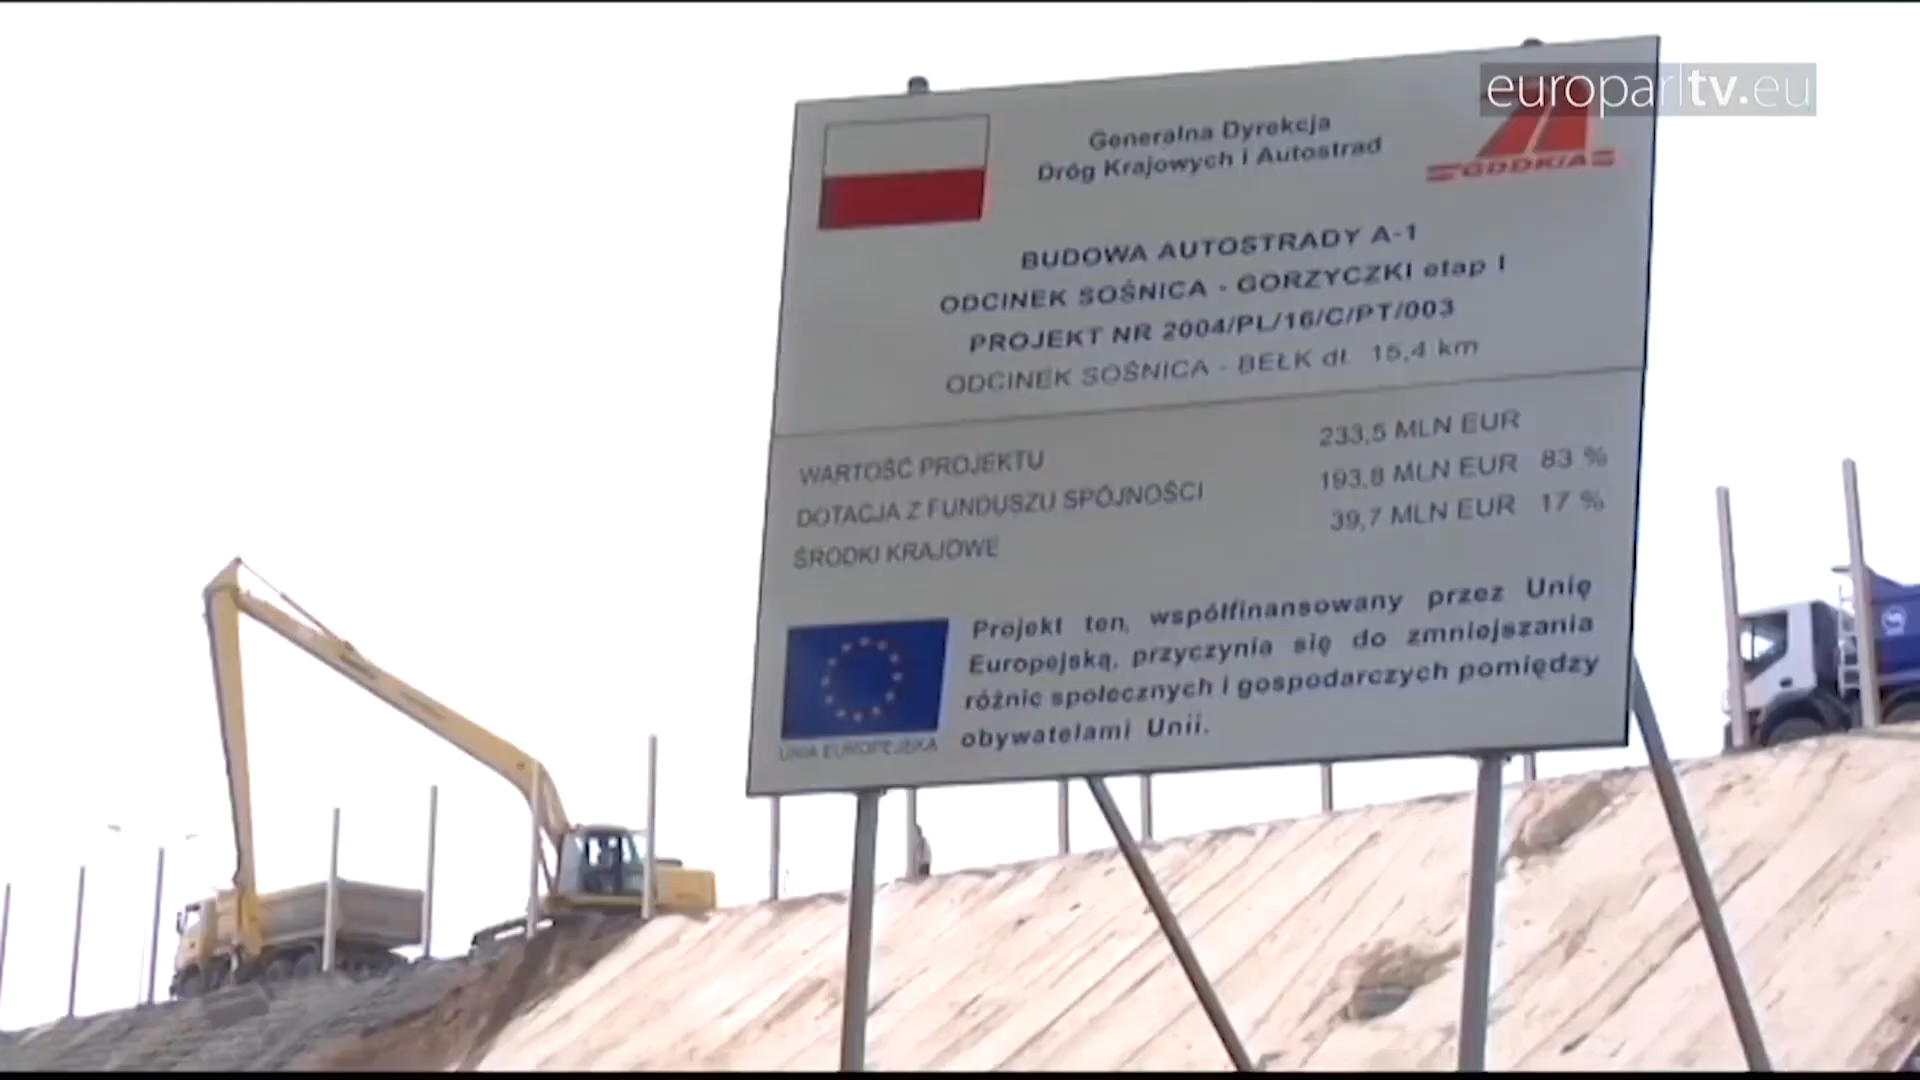 europarltv.eu
Generalna Dyrekcja
Dróg Krajowych i Autostrad
GDDKiA
BUDOWA AUTOSTRADY A-1
ODCINEK SOŚNICA - GORZYCZKI etap I
PROJEKT NR 2004/PL/16/C/PT/003
ODCINEK SOŚNICA - BEŁK dł. 15,4 km
WARTOŚĆ PROJEKTU 233,5 MLN EUR
DOTACJA Z FUNDUSZU SPÓJNOŚCI 193,8 MLN EUR 83 %
ŚRODKI KRAJOWE 39,7 MLN EUR 17 %
Projekt ten, współfinansowany przez Unię
Europejską, przyczynia się do zmniejszania
różnic społecznych i gospodarczych pomiędzy
obywatelami Unii.
UNIA EUROPEJSKA